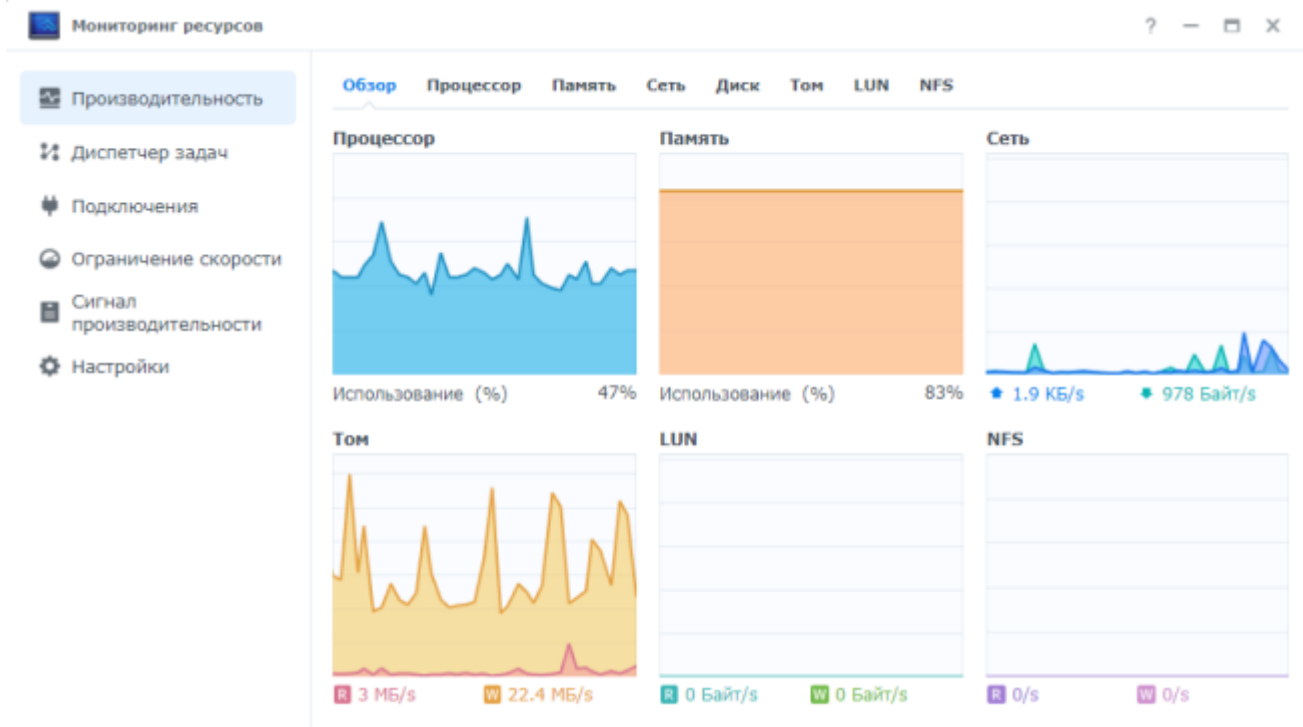 Мониторинг ресурсов
?
Производительность
Диспетчер задач
Подключения
Ограничение скорости
Сигнал
производительности
Настройки
Обзор Процессор Память Сеть Диск Том LUN NFS
Процессор
Использование (%) 47%
Память
Использование (%) 83%
Сеть
1.9 КБ/s 978 Байт/s
Том
R 3 МБ/s W 22.4 МБ/s
LUN
R 0 Байт/s W 0 Байт/s
NFS
R 0/s W 0/s